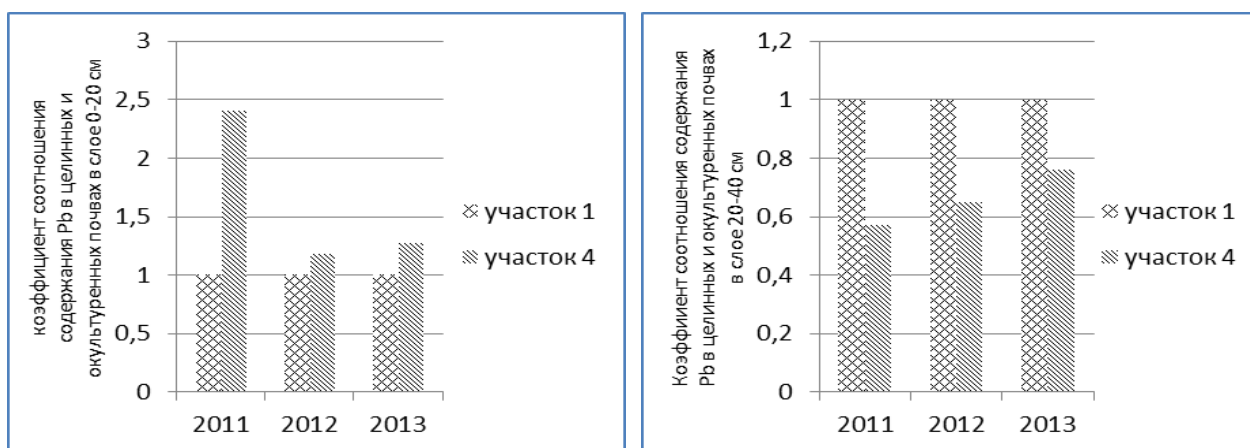 коэффициент соотношения
содержания Pb в целинных и
окультуренных почвах в слое 0-20 см
3
2,5
2
1,5
1
0,5
0
2011
2012
2013
участок 1
участок 4
Коэффициент соотношения содержания
Pb в целинных и окультуренных почвах
в слое 20-40 см
1,2
1
0,8
0,6
0,4
0,2
0
2011
2012
2013
участок 1
участок 4